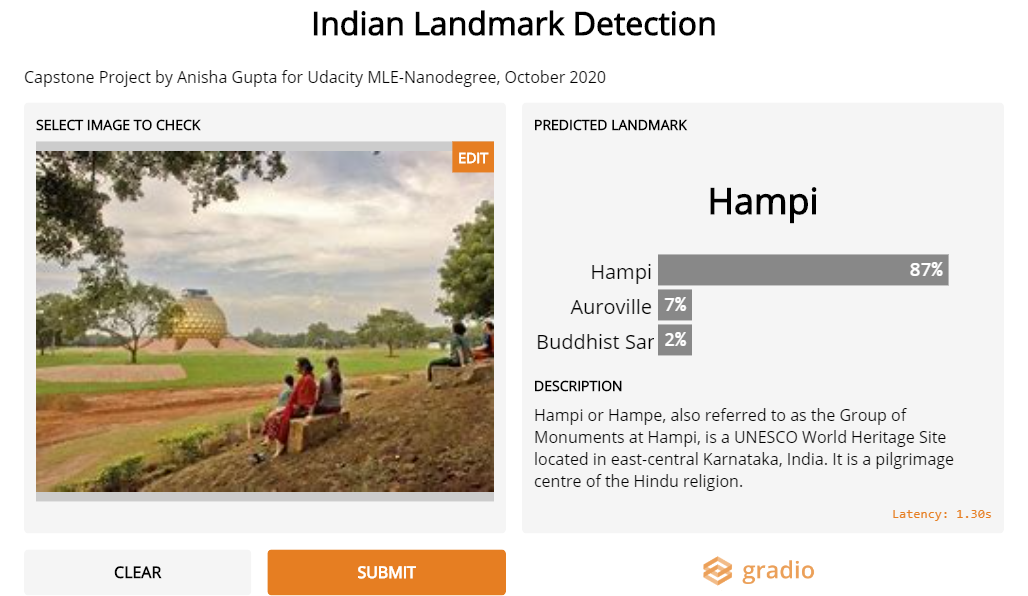 Indian Landmark Detection
Capstone Project by Anisha Gupta for Udacity MLE-Nanodegree, October 2020
SELECT IMAGE TO CHECK
EDIT
PREDICTED LANDMARK
Hampi
Hampi 87%
Auroville 7%
Buddhist Sar 2%
DESCRIPTION
Hampi or Hampe, also referred to as the Group of
Monuments at Hampi, is a UNESCO World Heritage Site
located in east-central Karnataka, India. It is a pilgrimage
centre of the Hindu religion.
Latency: 1.30s
CLEAR
SUBMIT
gradio